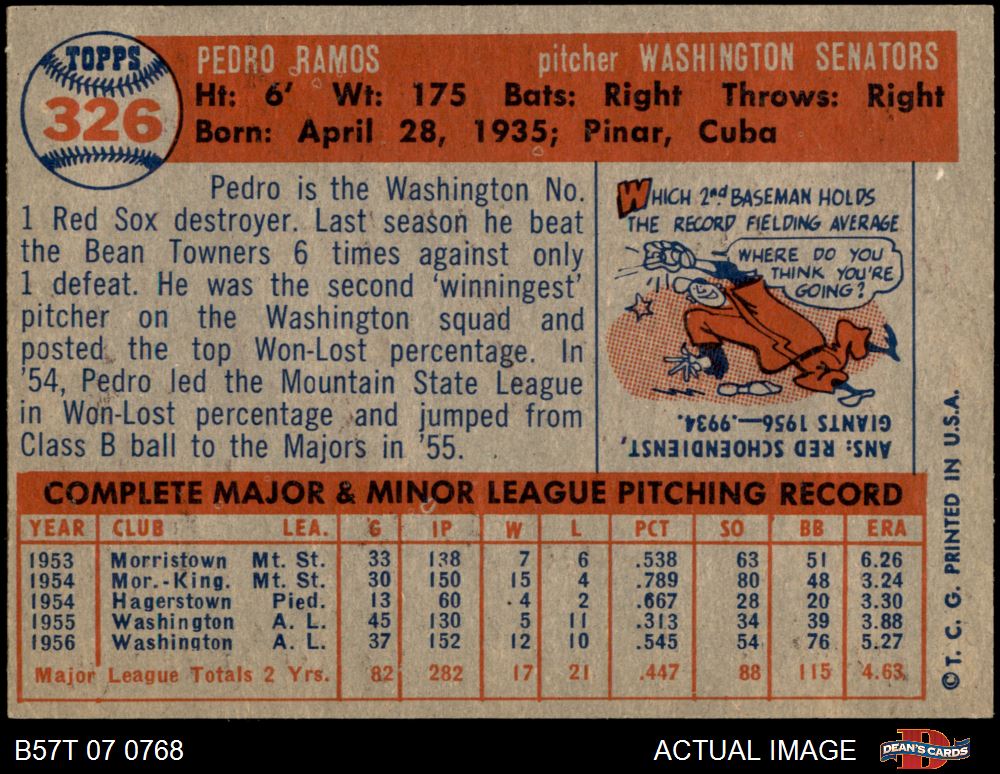 TOPPS
326
PEDRO RAMOS pitcher WASHINGTON SENATORS
Ht: 6' Wt: 175 Bats: Right Throws: Right
Born: April 28, 1935; Pinar, Cuba
Pedro is the Washington No.
1 Red Sox destroyer. Last season he beat
the Bean Towners 6 times against only
1 defeat. He was the second 'winningest'
pitcher on the Washington squad and
posted the top Won-Lost percentage. In
'54, Pedro led the Mountain State League
in Won-Lost percentage and jumped from
Class B ball to the Majors in '55.
WHICH 2nd BASEMAN HOLDS
THE RECORD FIELDING AVERAGE
WHERE DO YOU
THINK YOU'RE
GOING?
ANS: RED SCHOENDIENST,
GIANTS 1956—.9934.
COMPLETE MAJOR & MINOR LEAGUE PITCHING RECORD
YEAR CLUB LEA. G IP W L PCT SO BB ERA
1953 Morristown Mt. St. 33 138 7 6 .538 63 51 6.26
1954 Mor.-King. Mt. St. 30 150 15 4 .789 80 48 3.24
1954 Hagerstown Pied. 13 60 4 2 .667 28 20 3.30
1955 Washington A. L. 45 130 5 11 .313 34 39 3.88
1956 Washington A. L. 37 152 12 10 .545 54 76 5.27
Major League Totals 2 Yrs. 82 282 17 21 .447 88 115 4.63
©T. C. G. PRINTED IN U.S.A.
B57T 07 0768 ACTUAL IMAGE
DEAN'S CARDS